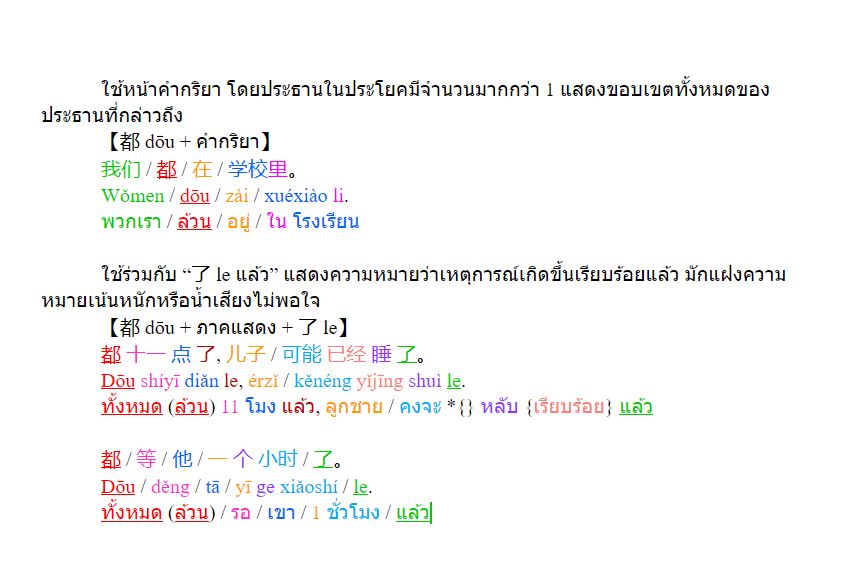 ใช้หน้าคำกริยา โดยประธานในประโยคมีจำนวนมากกว่า 1 แสดงขอบเขตทั้งหมดของ
ประธานที่กล่าวถึง
【都 dōu + คำกริยา】
我们 / 都 / 在 / 学校里。
Wǒmen / dōu / zài / xuéxiào li.
พวกเรา / ล้วน / อยู่ / ใน โรงเรียน
ใช้ร่วมกับ “了 le แล้ว” แสดงความหมายว่าเหตุการณ์เกิดขึ้นเรียบร้อยแล้ว มักแฝงความ
หมายเน้นหนักหรือน้ำเสียงไม่พอใจ
【都 dōu + ภาคแสดง + 了 le】
都 十一 点 了, 儿子 / 可能 已经 睡 了。
Dōu shíyī diǎn le, érzǐ / kěnéng yǐjīng shuì le.
ทั้งหมด (ล้วน) 11 โมง แล้ว, ลูกชาย / คงจะ *{} หลับ {เรียบร้อย} แล้ว
都 / 等 / 他 / 一 个 小时 / 了。
Dōu / děng / tā / yī ge xiǎoshí / le.
ทั้งหมด (ล้วน) / รอ / เขา / 1 ชั่วโมง / แล้ว